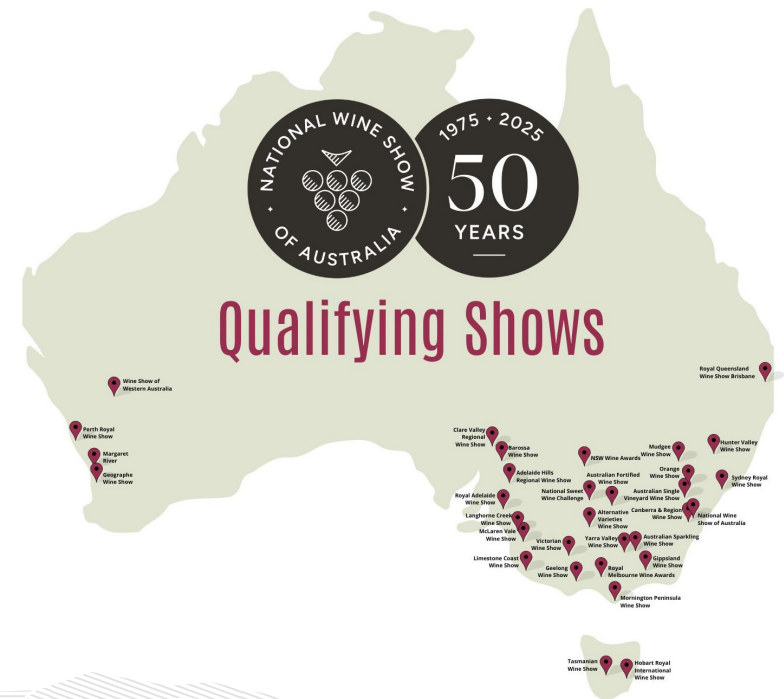 NATIONAL WINE SHOW
OF AUSTRALIA
1975 • 2025
50
YEARS
Qualifying Shows
Royal Queensland
Wine Show Brisbane
Wine Show of
Western Australia
Perth Royal
Wine Show
Margaret
River
Geographe
Wine Show
Clare Valley
Regional
Wine Show
Barossa
Wine Show
Adelaide Hills
Regional Wine Show
Royal Adelaide
Wine Show
Langhorne Creek
Wine Show
McLaren Vale
Wine Show
Limestone Coast
Wine Show
NSW Wine Awards
Mudgee
Wine Show
Hunter Valley
Wine Show
Orange
Wine Show
Sydney Royal
Wine Show
Australian Fortified
Wine Show
National Sweet
Wine Challenge
Australian Single
Vineyard Wine Show
Alternative
Varieties
Wine Show
Canberra & Region
Wine Show
National Wine
Show of Australia
Victorian
Wine Show
Yarra Valley
Wine Show
Australian Sparkling
Wine Show
Geelong
Wine Show
Royal
Melbourne Wine Awards
Gippsland
Wine Show
Mornington Peninsula
Wine Show
Tasmanian
Wine Show
Hobart Royal
International
Wine Show